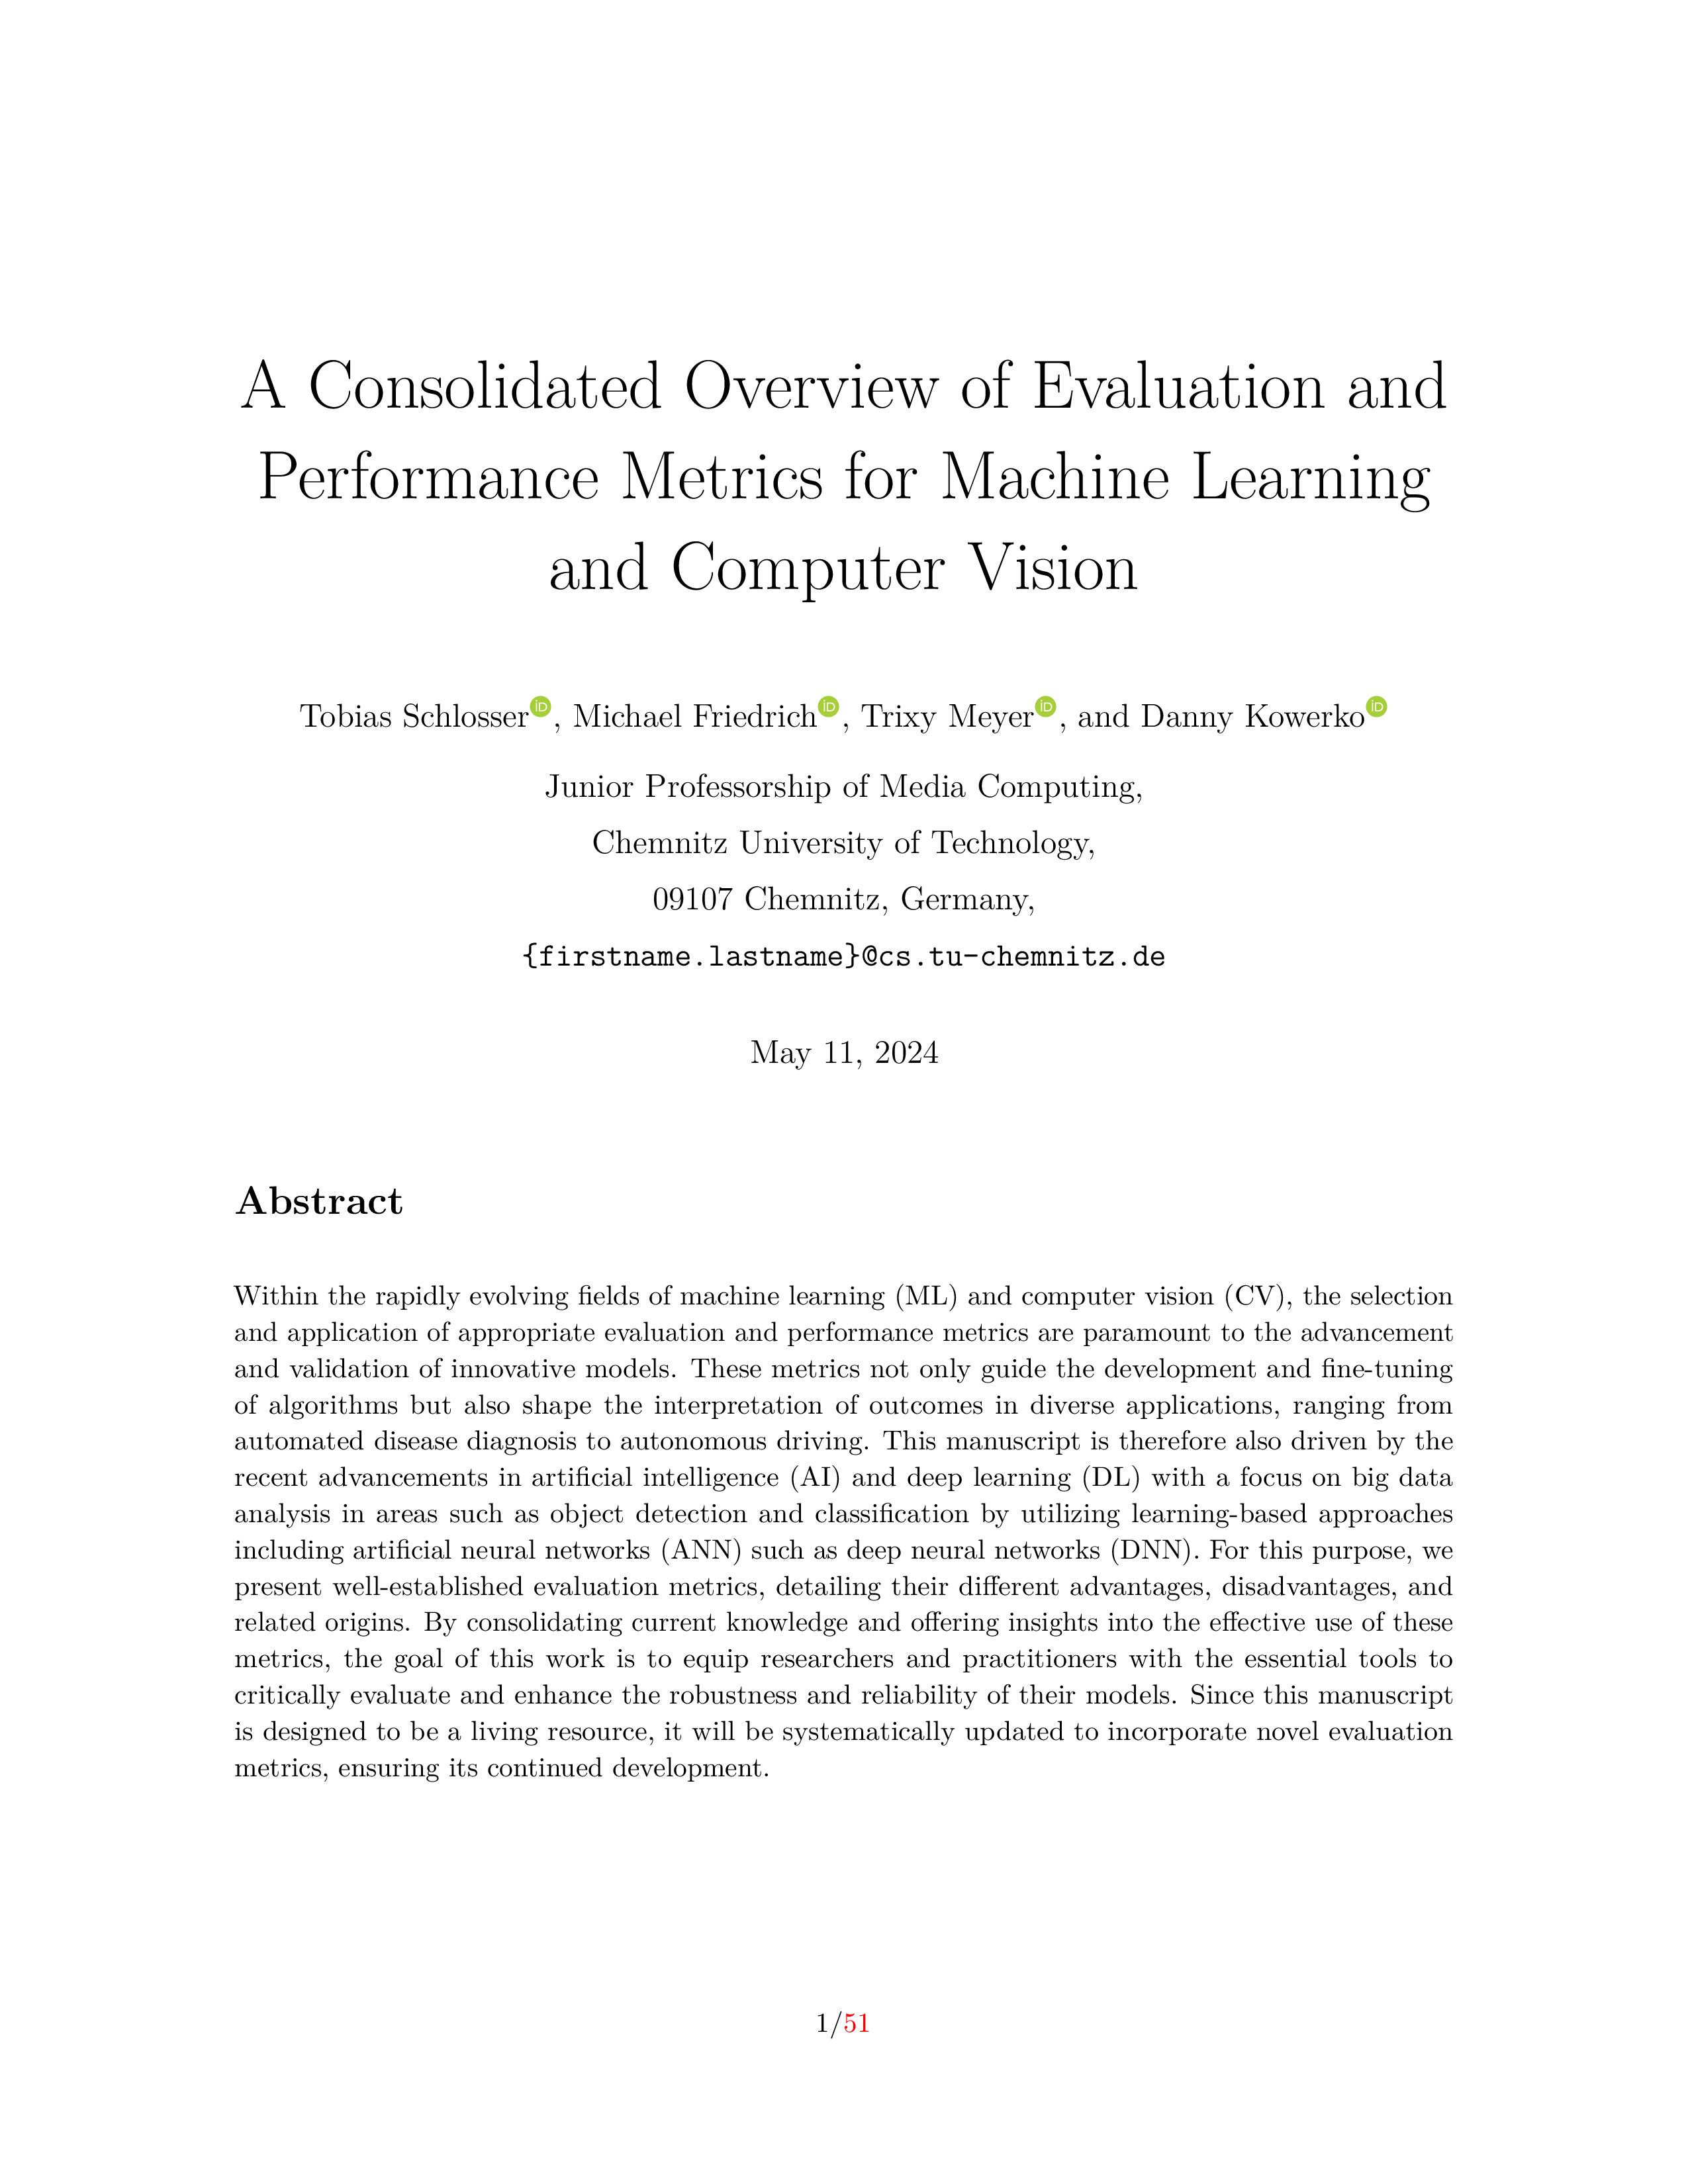 A Consolidated Overview of Evaluation and
Performance Metrics for Machine Learning
and Computer Vision
Tobias Schlosser, Michael Friedrich, Trixy Meyer, and Danny Kowerko
Junior Professorship of Media Computing,
Chemnitz University of Technology,
09107 Chemnitz, Germany,
{firstname.lastname}@cs.tu-chemnitz.de
May 11, 2024
Abstract
Within the rapidly evolving fields of machine learning (ML) and computer vision (CV), the selection
and application of appropriate evaluation and performance metrics are paramount to the advancement
and validation of innovative models. These metrics not only guide the development and fine-tuning
of algorithms but also shape the interpretation of outcomes in diverse applications, ranging from
automated disease diagnosis to autonomous driving. This manuscript is therefore also driven by the
recent advancements in artificial intelligence (AI) and deep learning (DL) with a focus on big data
analysis in areas such as object detection and classification by utilizing learning-based approaches
including artificial neural networks (ANN) such as deep neural networks (DNN). For this purpose, we
present well-established evaluation metrics, detailing their different advantages, disadvantages, and
related origins. By consolidating current knowledge and offering insights into the effective use of these
metrics, the goal of this work is to equip researchers and practitioners with the essential tools to
critically evaluate and enhance the robustness and reliability of their models. Since this manuscript
is designed to be a living resource, it will be systematically updated to incorporate novel evaluation
metrics, ensuring its continued development.
1/51